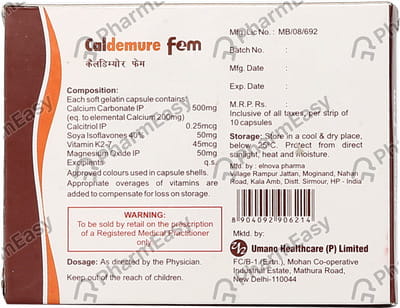 Caldemure fem
कैलडिम्योर फेम
Composition:
Each soft gelatin capsule contains:
Calcium Carbonate IP 500mg
(eq. to elemental Calcium 200mg)
Calcitriol IP 0.25mcg
Soya Isoflavones 40% 50mg
Vitamin K2-7 45mcg
Magnesium Oxide IP 50mg
Excipients q.s.
Approved colours used in capsule shells.
Appropriate overages of vitamins are
added to compensate for loss on storage.
WARNING:
To be sold by retail on the prescription
of a Registered Medical Practitioner
only
Dosage: As directed by the Physician.
Keep out of the reach of children.
Mfg. Lic No.: MB/08/692
Batch No. :
Mfg. Date :
Exp. Date :
M.R.P. Rs.
Inclusive of all taxes, per strip of
10 capsules
Storage: Store in a cool & dry place,
below 25°C. Protect from direct
sunlight, heat and moisture.
Mfd. by: elnova pharma
Village Rampur Jattan, Moginand, Nahan
Road, Kala Amb, Distt. Sirmour, HP - India
8 904092 906214
Mktd. by:
Umano Healthcare (P) Limited
FC/B-1 (Extn.), Mohan Co-operative
Industrial Estate, Mathura Road,
New Delhi-110044
PharmEasy